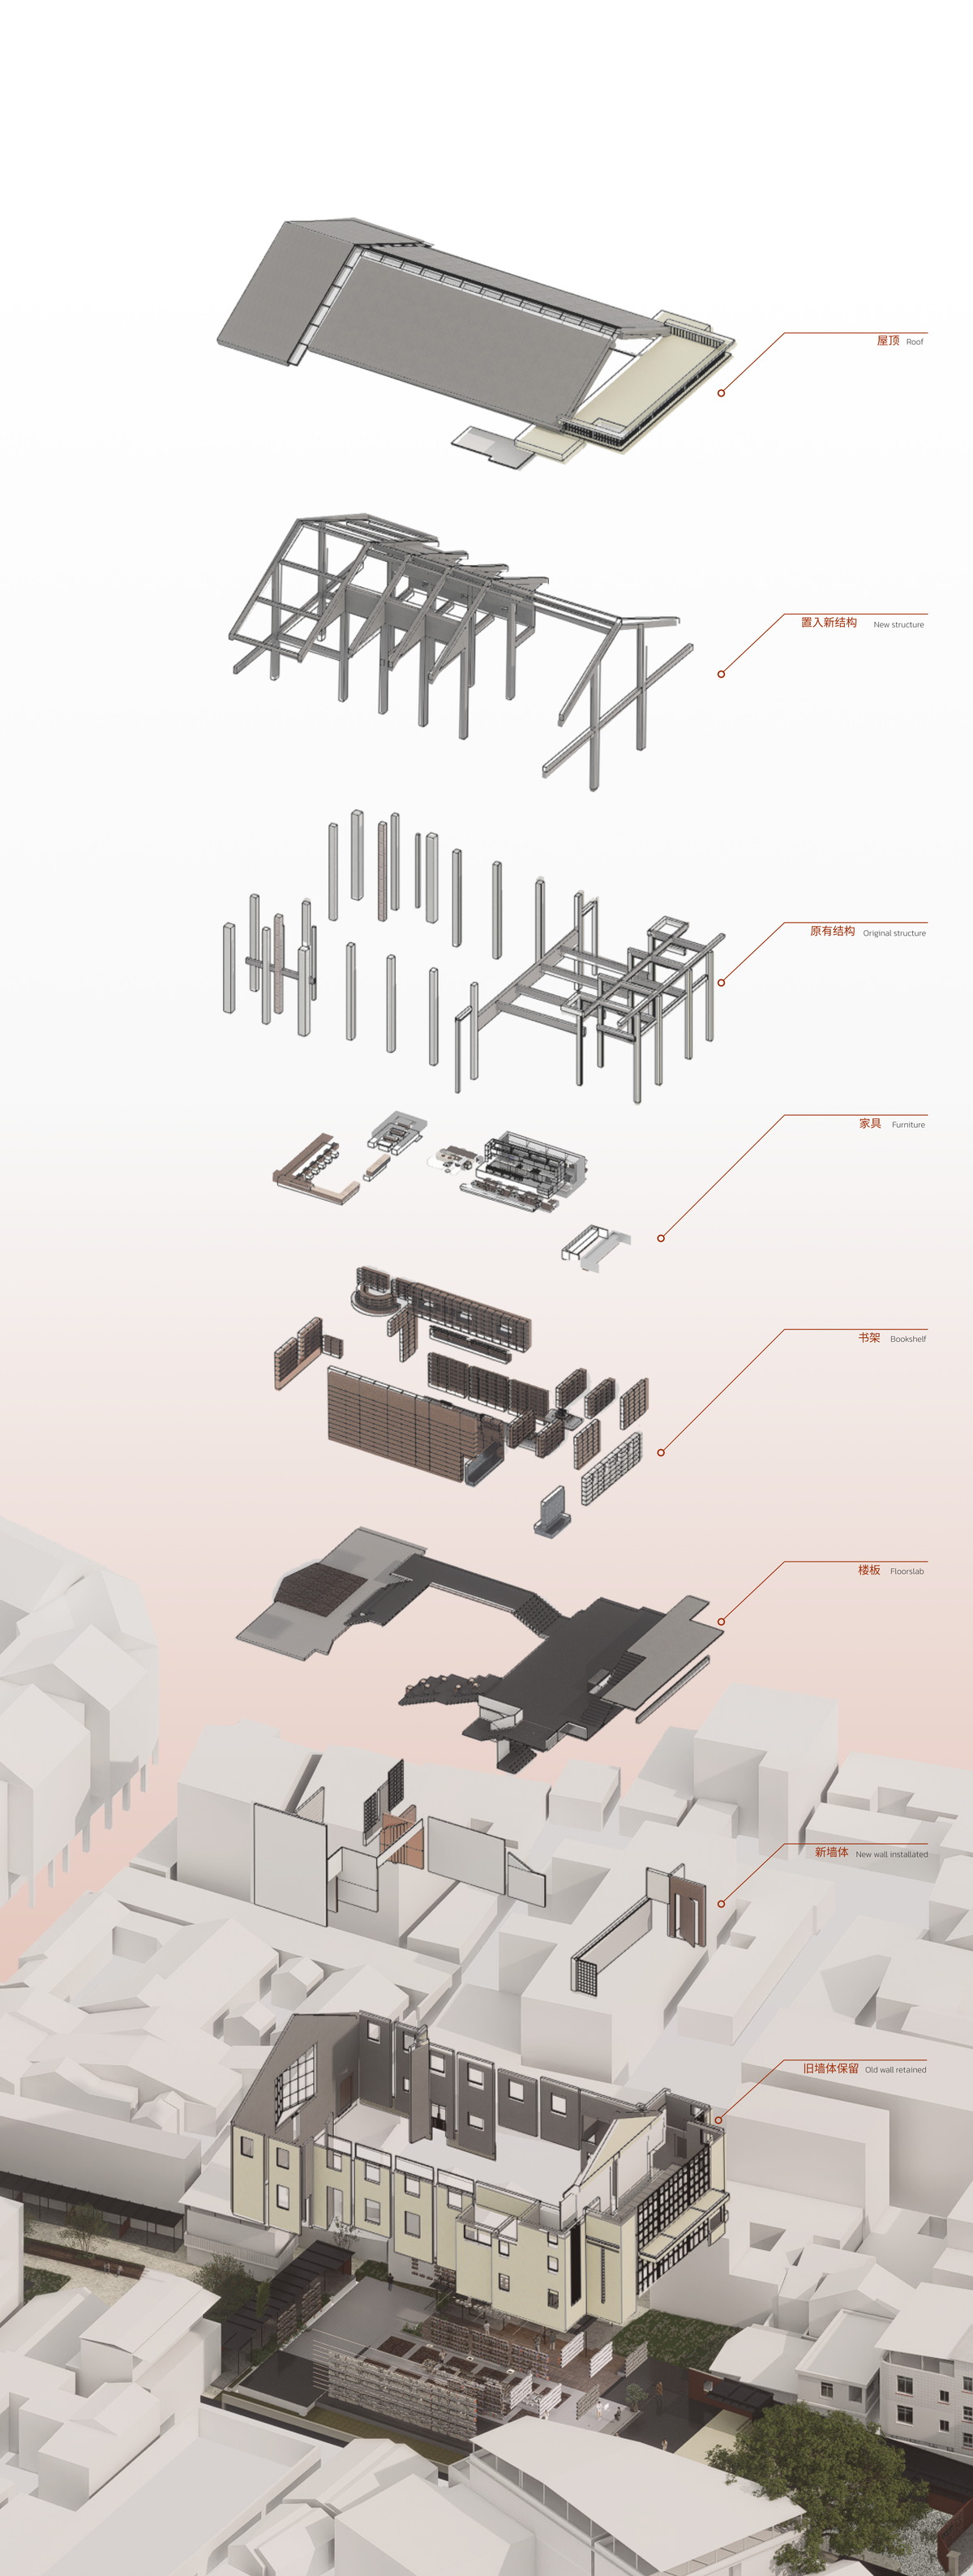 屋顶 Roof
置入新结构 New structure
原有结构 Original structure
家具 Furniture
书架 Bookshelf
楼板 Floorslab
新墙体 New wall installated
旧墙体保留 Old wall retained